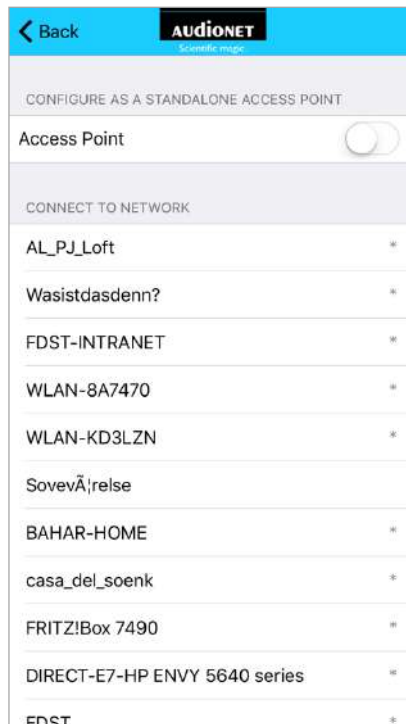 Back
AUDIONET
Scientific magic.
CONFIGURE AS A STANDALONE ACCESS POINT
Access Point
CONNECT TO NETWORK
AL_PJ_Loft *
Wasistdasdenn? *
FDST-INTRANET *
WLAN-8A7470 *
WLAN-KD3LZN *
SovevÃ¦relse
BAHAR-HOME *
casa_del_soenk *
FRITZ!Box 7490 *
DIRECT-E7-HP ENVY 5640 series *
FDST *